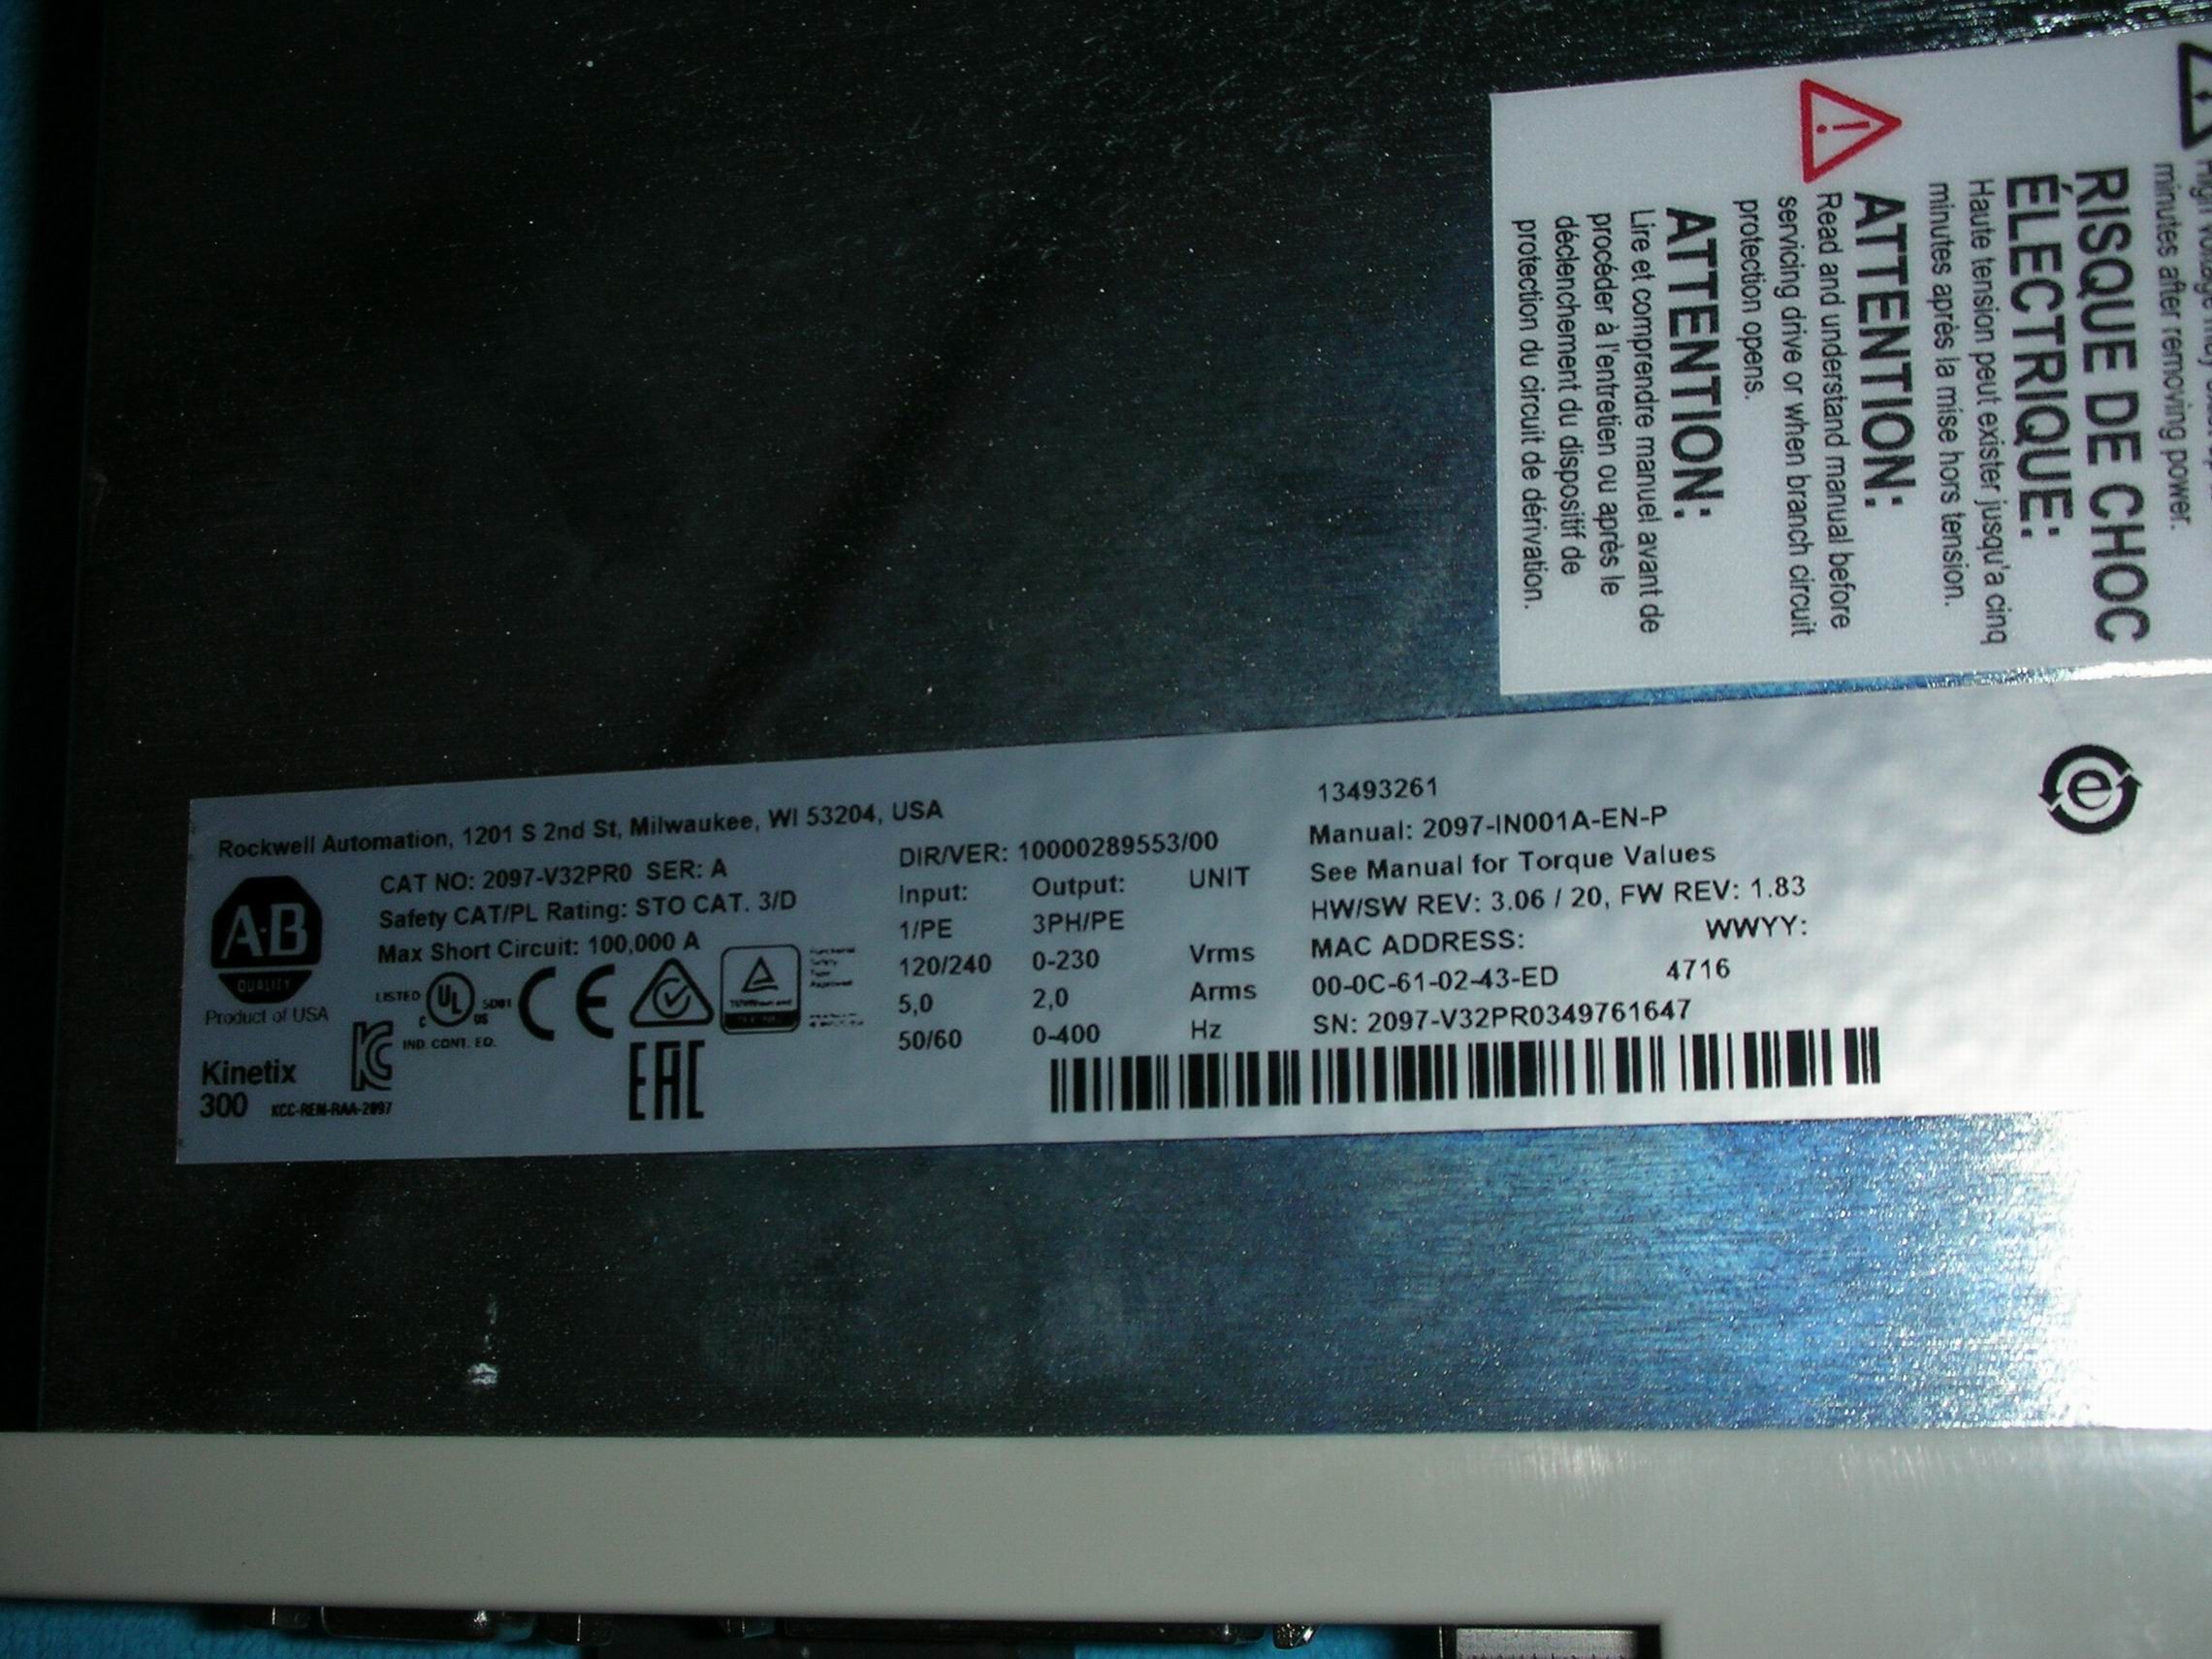 minutes after removing power.
RISQUE DE CHOC
ÉLECTRIQUE:
Haute tension peut exister jusqu'a cinq
minutes après la mise hors tension.
ATTENTION:
Read and understand manual before
servicing drive or when branch circuit
protection opens.
ATTENTION:
Lire et comprendre manuel avant de
procéder à l'entretien ou après le
déclenchement du dispositif de
protection du circuit de dérivation.
Rockwell Automation, 1201 S 2nd St, Milwaukee, WI 53204, USA
CAT NO: 2097-V32PR0 SER: A
Safety CAT/PL Rating: STO CAT. 3/D
Max Short Circuit: 100,000 A
A-B
QUALITY
Product of USA
LISTED
C UL US
5D81
IND. CONT. EQ.
CE
EAC
Kinetix
300
KCC-REM-RAA-2097
DIR/VER: 10000289553/00
Input: Output: UNIT
1/PE 3PH/PE
120/240 0-230 Vrms
5,0 2,0 Arms
50/60 0-400 Hz
13493261
Manual: 2097-IN001A-EN-P
See Manual for Torque Values
HW/SW REV: 3.06 / 20, FW REV: 1.83
MAC ADDRESS: WWYY:
00-0C-61-02-43-ED 4716
SN: 2097-V32PR0349761647
e